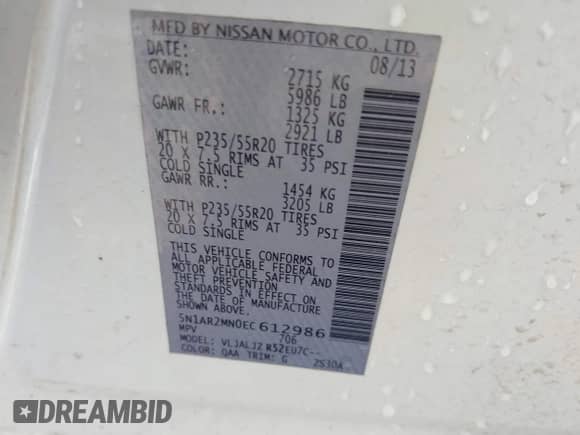 MFD BY NISSAN MOTOR CO., LTD.
DATE: 08/13
GVWR: 2715 KG
5986 LB
GAWR FR.: 1325 KG
2921 LB
WITH P235/55R20 TIRES
20 X 7.5 RIMS AT 35 PSI
COLD SINGLE
GAWR RR.: 1454 KG
3205 LB
WITH P235/55R20 TIRES
20 X 7.5 RIMS AT 35 PSI
COLD SINGLE
THIS VEHICLE CONFORMS TO
ALL APPLICABLE FEDERAL
MOTOR VEHICLE SAFETY AND
THEFT PREVENTION
STANDARDS IN EFFECT ON
THE DATE OF MANUFACTURE
SHOWN ABOVE.
5N1AR2MN0EC612986
MPV 706
MODEL: VLJALJZ R52EU7C--
COLOR: QAA TRIM: G 2S30A
DREAMBID